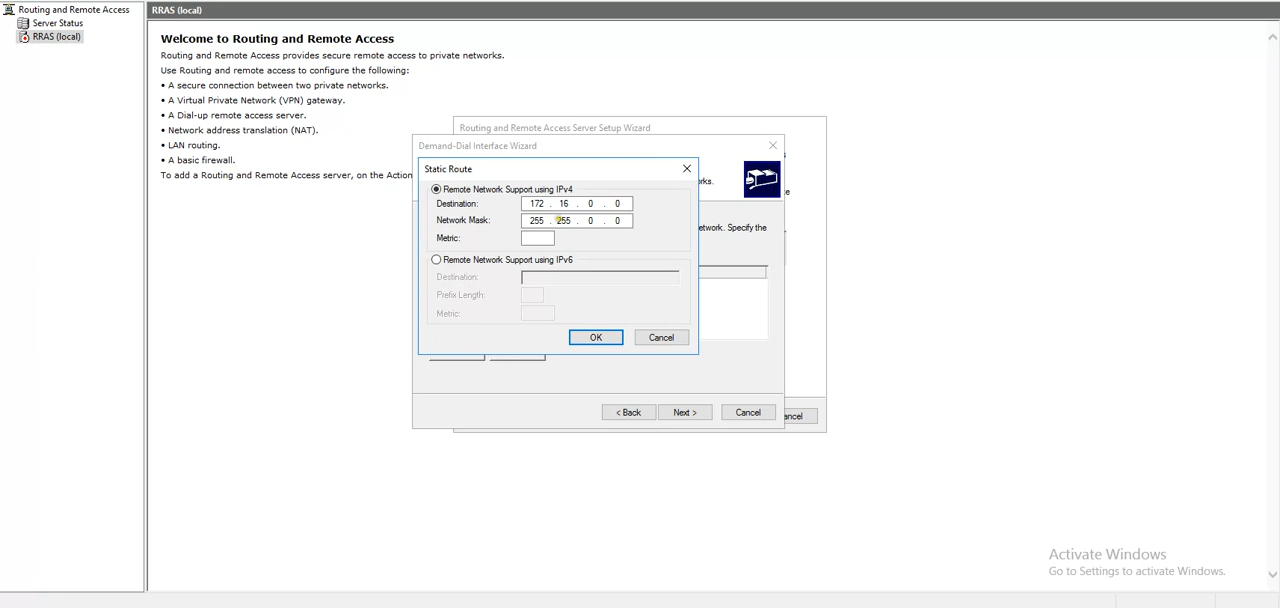 Routing and Remote Access
Server Status
RRAS (local)
RRAS (local)
Welcome to Routing and Remote Access
Routing and Remote Access provides secure remote access to private networks.
Use Routing and remote access to configure the following:
• A secure connection between two private networks.
• A Virtual Private Network (VPN) gateway.
• A Dial-up remote access server.
• Network address translation (NAT).
• LAN routing.
• A basic firewall.
To add a Routing and Remote Access server, on the Action
Routing and Remote Access Server Setup Wizard
Demand-Dial Interface Wizard
Static Route
Remote Network Support using IPv4
Destination: 172 . 16 . 0 . 0
Network Mask: 255 . 255 . 0 . 0
Metric:
Remote Network Support using IPv6
Destination:
Prefix Length:
Metric:
OK Cancel
etwork. Specify the
< Back Next > Cancel
ancel
Activate Windows
Go to Settings to activate Windows.